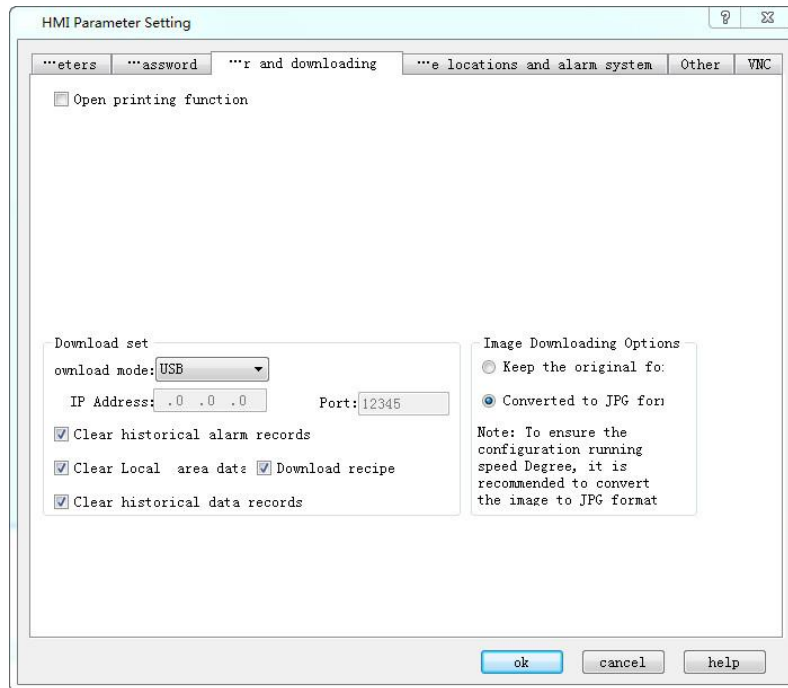 HMI Parameter Setting
…eters …assword …r and downloading …e locations and alarm system Other VNC
Open printing function
Download set
ownload mode: USB
IP Address: .0 .0 .0 Port: 12345
Clear historical alarm records
Clear Local area data Download recipe
Clear historical data records
Image Downloading Options
Keep the original fo
Converted to JPG for
Note: To ensure the
configuration running
speed Degree, it is
recommended to convert
the image to JPG format
ok cancel help